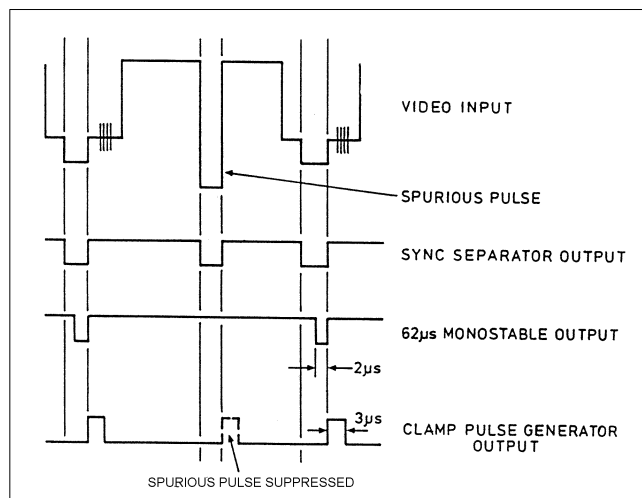 VIDEO INPUT
SPURIOUS PULSE
SYNC SEPARATOR OUTPUT
62µs MONOSTABLE OUTPUT
2µs
3µs
CLAMP PULSE GENERATOR
OUTPUT
SPURIOUS PULSE SUPPRESSED